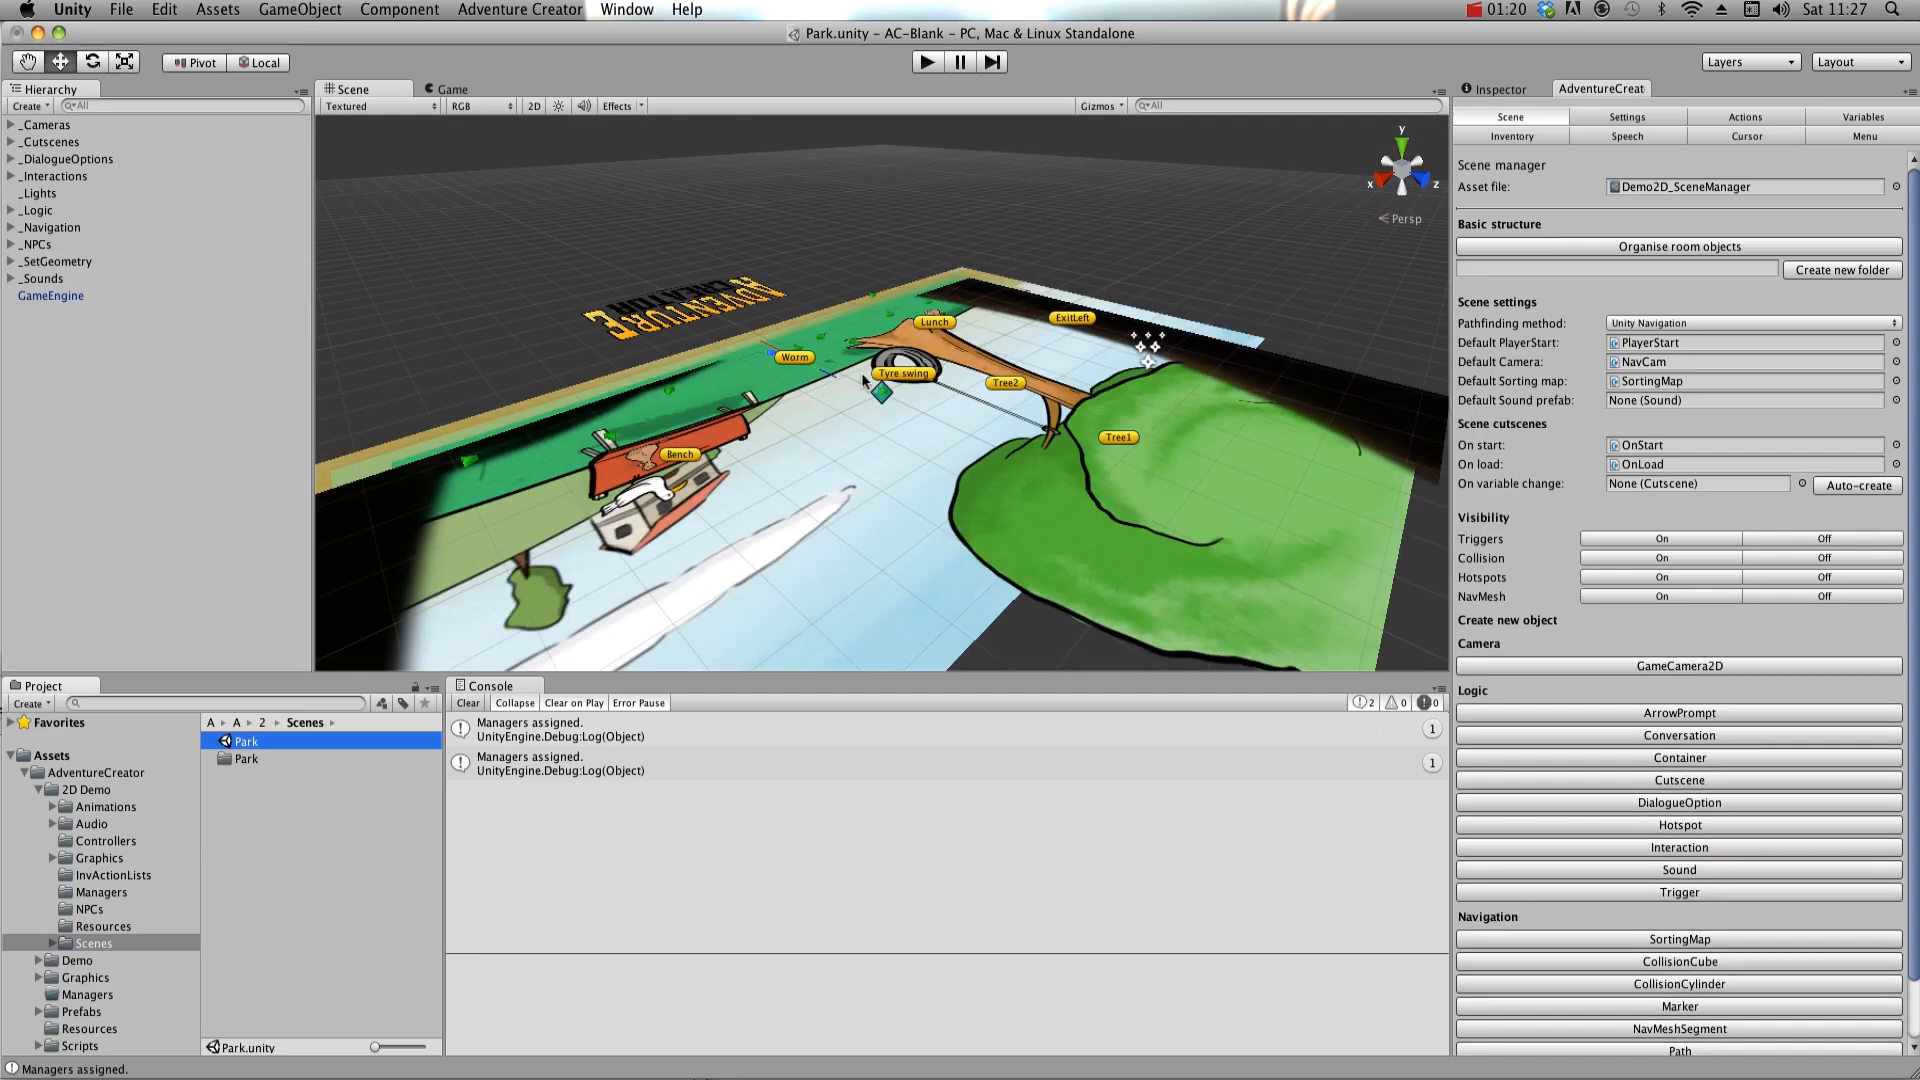 Unity File Edit Assets GameObject Component Adventure Creator Window Help 01:20 Sat 11:27
Park.unity - AC-Blank - PC, Mac & Linux Standalone
Pivot Local Layers Layout
Hierarchy
Create All
_Cameras
_Cutscenes
_DialogueOptions
_Interactions
_Lights
_Logic
_Navigation
_NPCs
_SetGeometry
_Sounds
GameEngine
Scene Game
Textured RGB 2D Effects Gizmos All
y
x z
Persp
ADVENTURE
CREATOR
Lunch
ExitLeft
Worm
Tyre swing
Tree2
Tree1
Bench
Inspector AdventureCreat
Scene Settings Actions Variables
Inventory Speech Cursor Menu
Scene manager
Asset file: Demo2D_SceneManager
Basic structure
Organise room objects
Create new folder
Scene settings
Pathfinding method: Unity Navigation
Default PlayerStart: PlayerStart
Default Camera: NavCam
Default Sorting map: SortingMap
Default Sound prefab: None (Sound)
Scene cutscenes
On start: OnStart
On load: OnLoad
On variable change: None (Cutscene) Auto-create
Visibility
Triggers On Off
Collision On Off
Hotspots On Off
NavMesh On Off
Create new object
Camera
GameCamera2D
Logic
ArrowPrompt
Conversation
Container
Cutscene
DialogueOption
Hotspot
Interaction
Sound
Trigger
Navigation
SortingMap
CollisionCube
CollisionCylinder
Marker
NavMeshSegment
Path
Project
Create
Favorites
Assets
AdventureCreator
2D Demo
Animations
Audio
Controllers
Graphics
InvActionLists
Managers
NPCs
Resources
Scenes
Demo
Graphics
Managers
Prefabs
Resources
Scripts
A A 2 Scenes
Park
Park
Park.unity
Console
Clear Collapse Clear on Play Error Pause 2 0 0
Managers assigned.
UnityEngine.Debug:Log(Object) 1
Managers assigned.
UnityEngine.Debug:Log(Object) 1
Managers assigned.